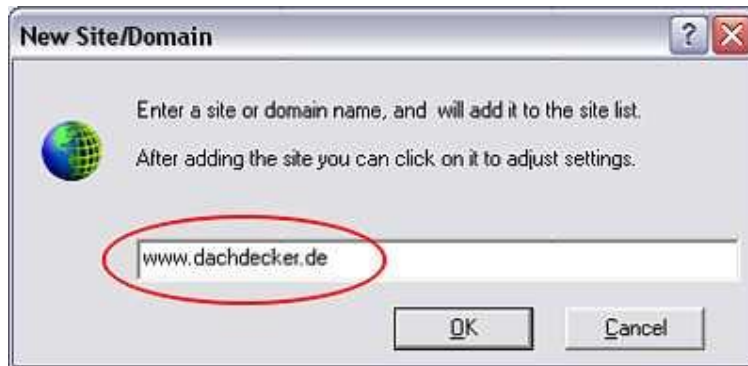 New Site/Domain
?
Enter a site or domain name, and will add it to the site list.
After adding the site you can click on it to adjust settings.
www.dachdecker.de
OK
Cancel